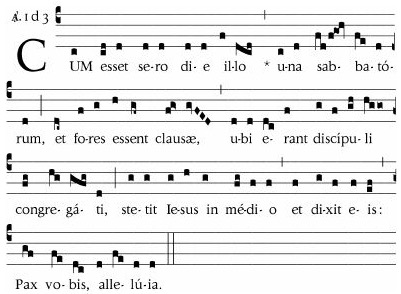 A. I d 3
CUM esset se-ro di-e il-lo * u-na sab-ba-tó-
rum, et fo-res essent clausæ, u-bi e-rant discípu-li
congre-gá-ti, ste-tit Ie-sus in mé-di-o et di-xit e-is:
Pax vo-bis, alle-lú-ia.